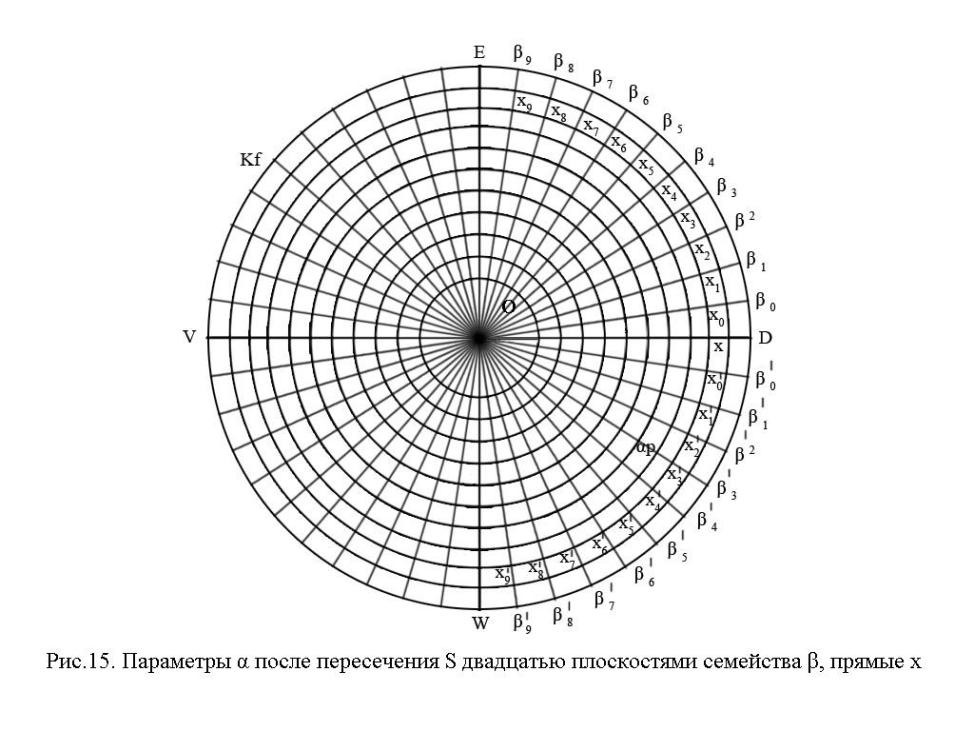 E
β9
β8
β7
β6
β5
β4
β3
β2
β1
β0
x9
x8
x7
x6
x5
x4
x3
x2
x1
x0
Kf
O
V
x
D
x'0
x'1
x'2
x'3
x'4
x'5
x'6
x'7
x'8
x'9
αp
β'0
β'1
β'2
β'3
β'4
β'5
β'6
β'7
β'8
β'9
W
Рис.15. Параметры α после пересечения S двадцатью плоскостями семейства β, прямые x